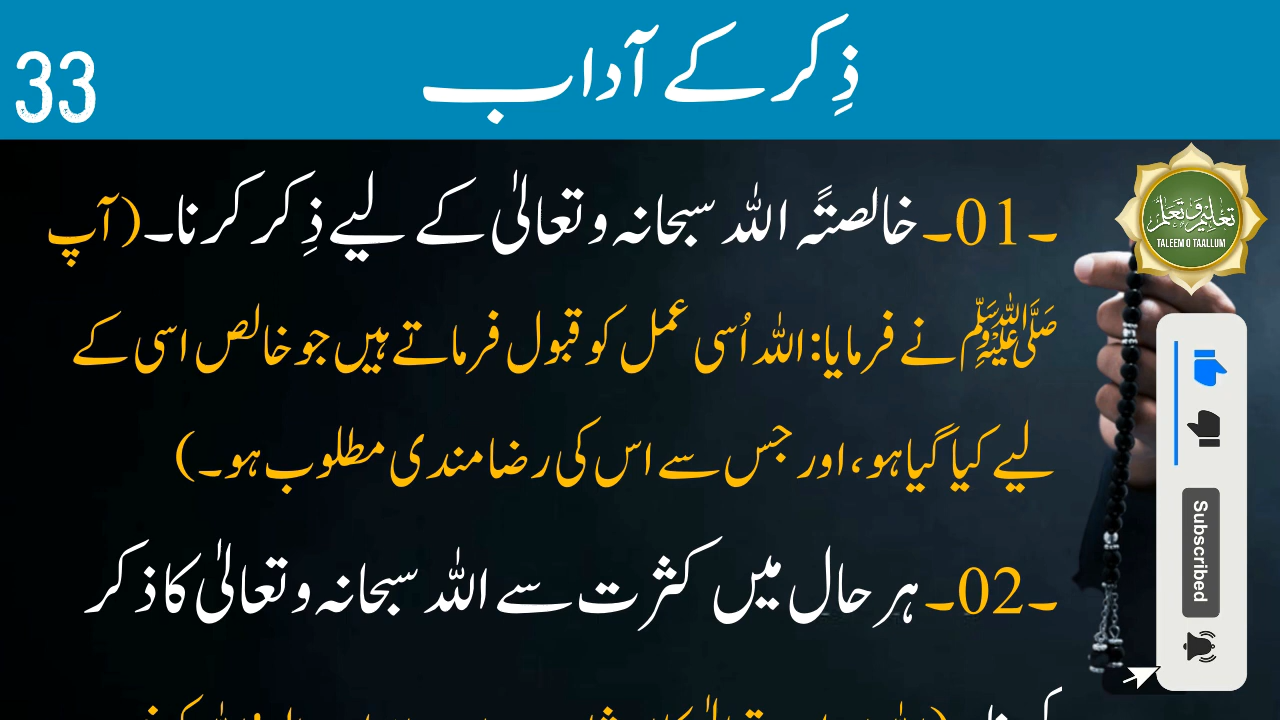 33
ذِکر کے آداب
۔01۔ خالصتًہ اللہ سبحانہ وتعالیٰ کے لیے ذِکر کرنا۔ (آپ
ﷺ نے فرمایا: اللہ اُسی عمل کو قبول فرماتے ہیں جو خالص اسی کے
لیے کیا گیا ہو، اور جس سے اس کی رضامندی مطلوب ہو۔)
۔02۔ ہر حال میں کثرت سے اللہ سبحانہ وتعالیٰ کا ذکر
تعلیم و تعلم
TALEEM O TAALLUM
Subscribed